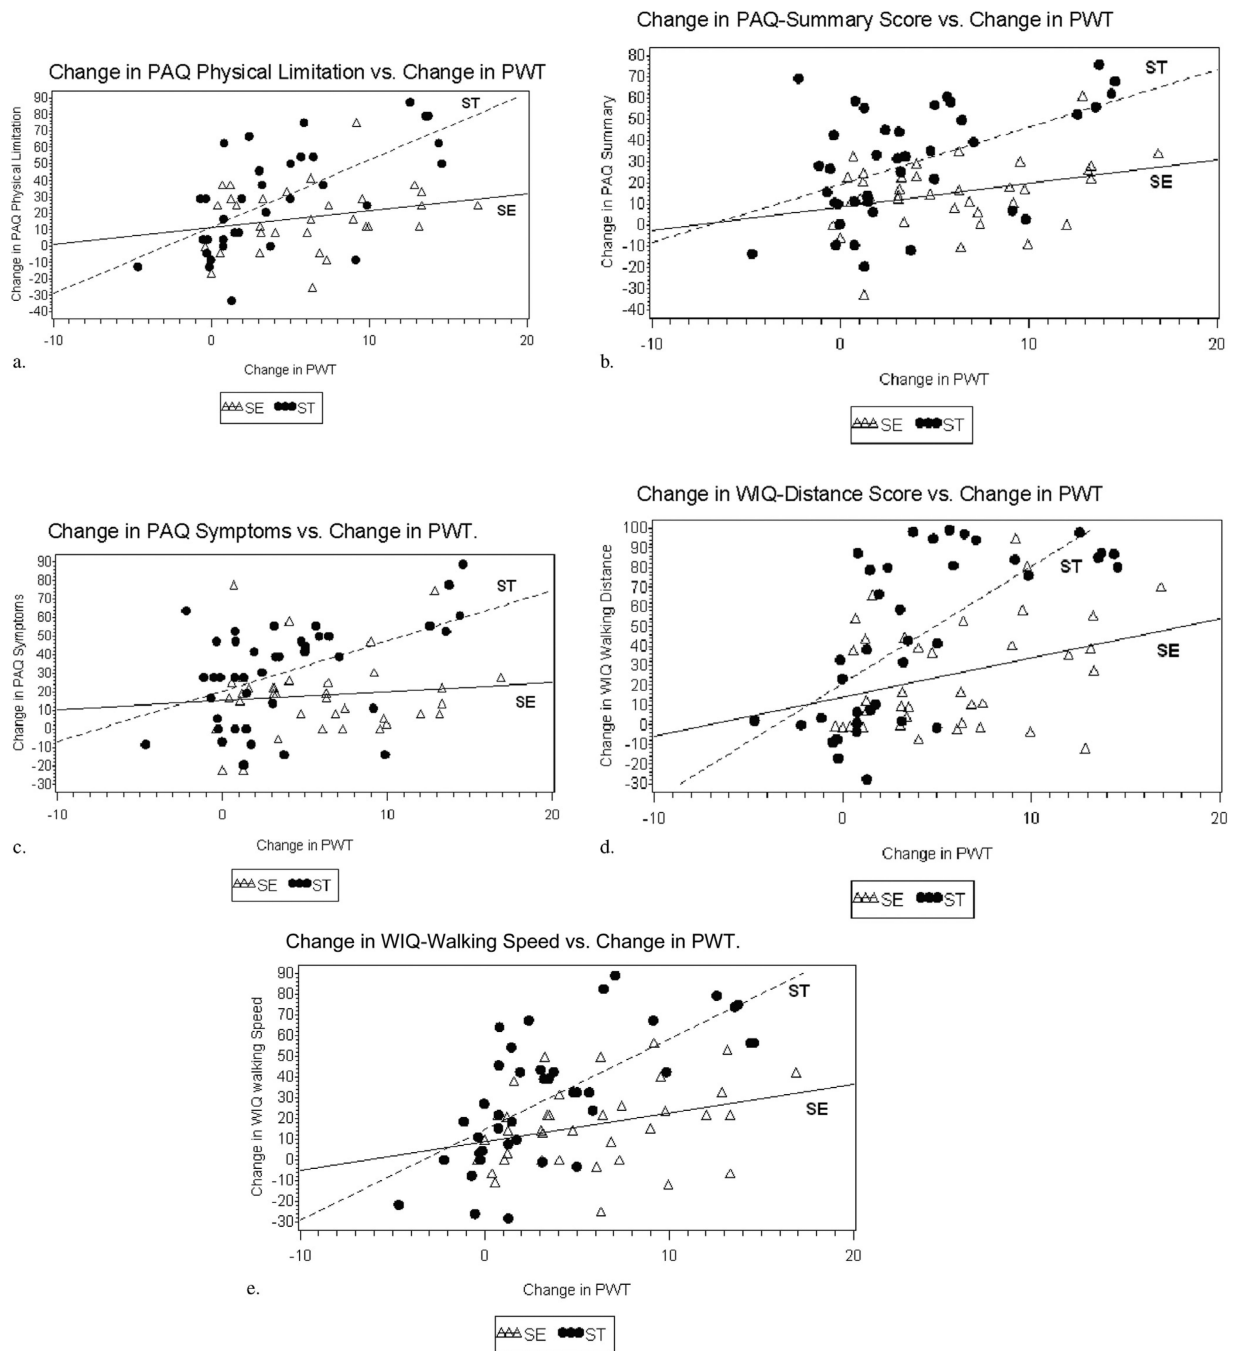 Change in PAQ Physical Limitation vs. Change in PWT
Change in PAQ Physical Limitation
90
80
70
60
50
40
30
20
10
0
-10
-20
-30
-40
ST
SE
-10 0 10 20
Change in PWT
a.
SE ST
Change in PAQ-Summary Score vs. Change in PWT
Change in PAQ Summary
80
70
60
50
40
30
20
10
0
-10
-20
-30
-40
ST
SE
-10 0 10 20
Change in PWT
b.
SE ST
Change in PAQ Symptoms vs. Change in PWT.
Change in PAQ Symptoms
90
80
70
60
50
40
30
20
10
0
-10
-20
-30
ST
SE
-10 0 10 20
Change in PWT
c.
SE ST
Change in WIQ-Distance Score vs. Change in PWT
Change in WIQ Walking Distance
100
90
80
70
60
50
40
30
20
10
0
-10
-20
-30
ST
SE
-10 0 10 20
Change in PWT
d.
SE ST
Change in WIQ-Walking Speed vs. Change in PWT.
Change in WIQ walking Speed
90
80
70
60
50
40
30
20
10
0
-10
-20
-30
ST
SE
-10 0 10 20
Change in PWT
e.
SE ST